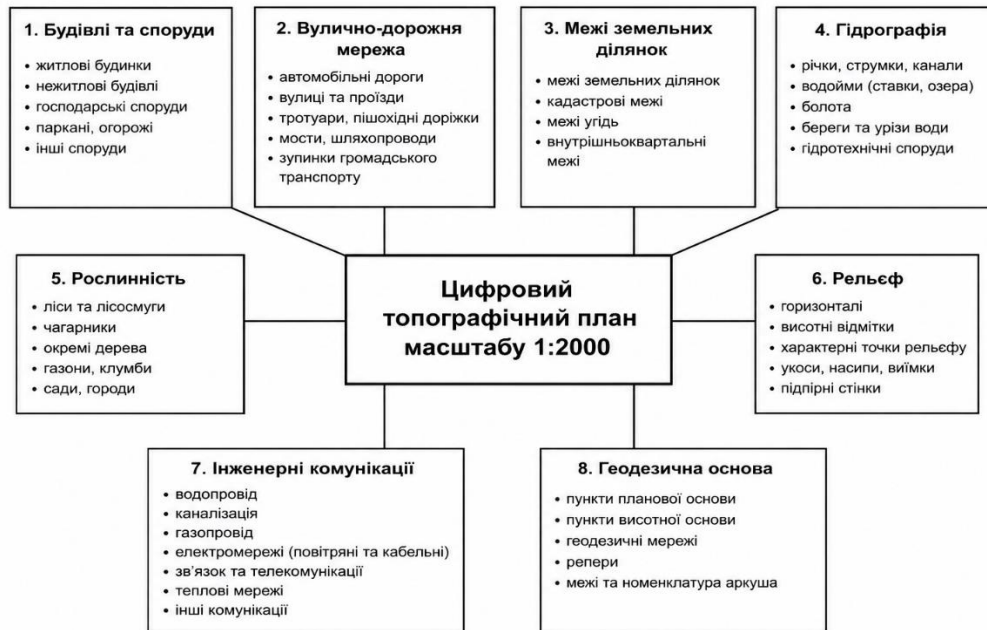 1. Будівлі та споруди
• житлові будинки
• нежитлові будівлі
• господарські споруди
• паркані, огорожі
• інші споруди
2. Вулично-дорожня
мережа
• автомобільні дороги
• вулиці та проїзди
• тротуари, пішохідні доріжки
• мости, шляхопроводи
• зупинки громадського
транспорту
3. Межі земельних
ділянок
• межі земельних ділянок
• кадастрові межі
• межі угідь
• внутрішньоквартальні
межі
4. Гідрографія
• річки, струмки, канали
• водойми (ставки, озера)
• болота
• береги та урізи води
• гідротехнічні споруди
5. Рослинність
• ліси та лісосмуги
• чагарники
• окремі дерева
• газони, клумби
• сади, городи
Цифровий
топографічний план
масштабу 1:2000
6. Рельєф
• горизонталі
• висотні відмітки
• характерні точки рельєфу
• укоси, насипи, виїмки
• підпірні стінки
7. Інженерні комунікації
• водопровід
• каналізація
• газопровід
• електромережі (повітряні та кабельні)
• зв'язок та телекомунікації
• теплові мережі
• інші комунікації
8. Геодезична основа
• пункти планової основи
• пункти висотної основи
• геодезичні мережі
• репери
• межі та номенклатура аркуша